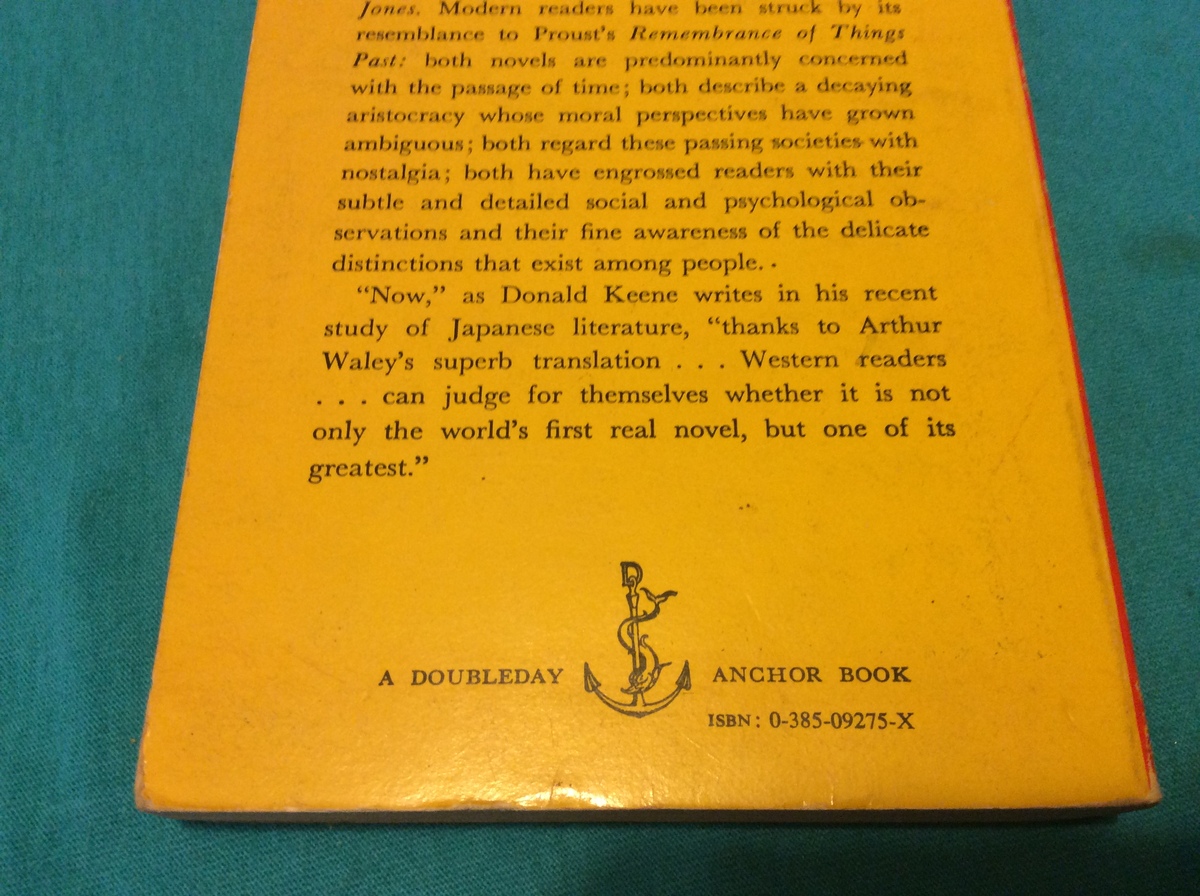 Jones. Modern readers have been struck by its
resemblance to Proust's Remembrance of Things
Past: both novels are predominantly concerned
with the passage of time; both describe a decaying
aristocracy whose moral perspectives have grown
ambiguous; both regard these passing societies with
nostalgia; both have engrossed readers with their
subtle and detailed social and psychological ob-
servations and their fine awareness of the delicate
distinctions that exist among people.
“Now,” as Donald Keene writes in his recent
study of Japanese literature, “thanks to Arthur
Waley’s superb translation . . . Western readers
. . . can judge for themselves whether it is not
only the world’s first real novel, but one of its
greatest.”
D
A DOUBLEDAY ANCHOR BOOK
ISBN: 0-385-09275-X